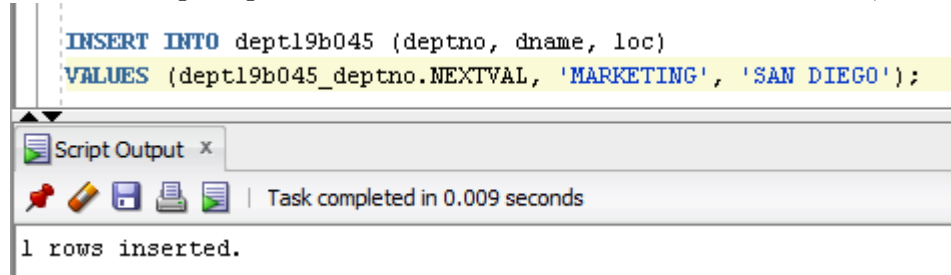 INSERT INTO dept19b045 (deptno, dname, loc)
VALUES (dept19b045_deptno.NEXTVAL, 'MARKETING', 'SAN DIEGO');
Script Output x
Task completed in 0.009 seconds
1 rows inserted.